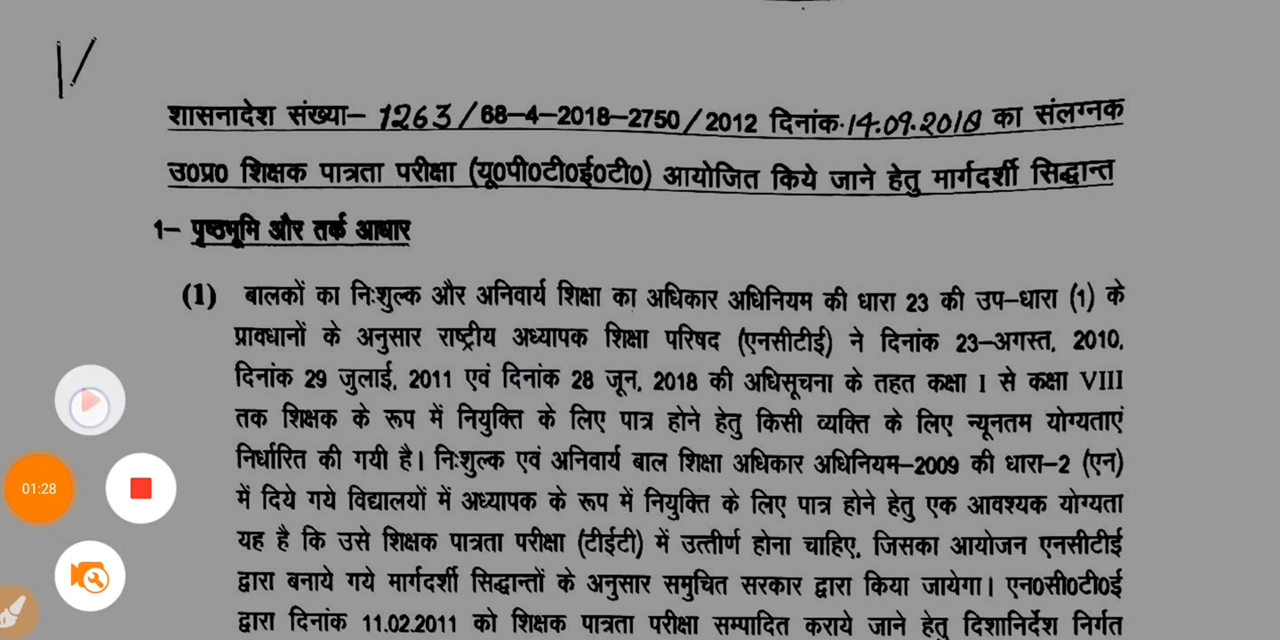 शासनादेश संख्या– 1263/68–4–2018–2750/2012 दिनांक·14.09.2018 का संलग्नक
उ0प्र0 शिक्षक पात्रता परीक्षा (यू0पी0टी0ई0टी0) आयोजित किये जाने हेतु मार्गदर्शी सिद्धान्त
1– पृष्ठभूमि और तर्क आधार
(1) बालकों का निःशुल्क और अनिवार्य शिक्षा का अधिकार अधिनियम की धारा 23 की उप–धारा (1) के
प्रावधानों के अनुसार राष्ट्रीय अध्यापक शिक्षा परिषद (एनसीटीई) ने दिनांक 23–अगस्त, 2010,
दिनांक 29 जुलाई, 2011 एवं दिनांक 28 जून, 2018 की अधिसूचना के तहत कक्षा I से कक्षा VIII
तक शिक्षक के रूप में नियुक्ति के लिए पात्र होने हेतु किसी व्यक्ति के लिए न्यूनतम योग्यताएं
निर्धारित की गयी है। निःशुल्क एवं अनिवार्य बाल शिक्षा अधिकार अधिनियम–2009 की धारा–2 (एन)
में दिये गये विद्यालयों में अध्यापक के रूप में नियुक्ति के लिए पात्र होने हेतु एक आवश्यक योग्यता
यह है कि उसे शिक्षक पात्रता परीक्षा (टीईटी) में उत्तीर्ण होना चाहिए, जिसका आयोजन एनसीटीई
द्वारा बनाये गये मार्गदर्शी सिद्धान्तों के अनुसार समुचित सरकार द्वारा किया जायेगा। एन0सी0टी0ई
द्वारा दिनांक 11.02.2011 को शिक्षक पात्रता परीक्षा सम्पादित कराये जाने हेतु दिशानिर्देश निर्गत
01:28